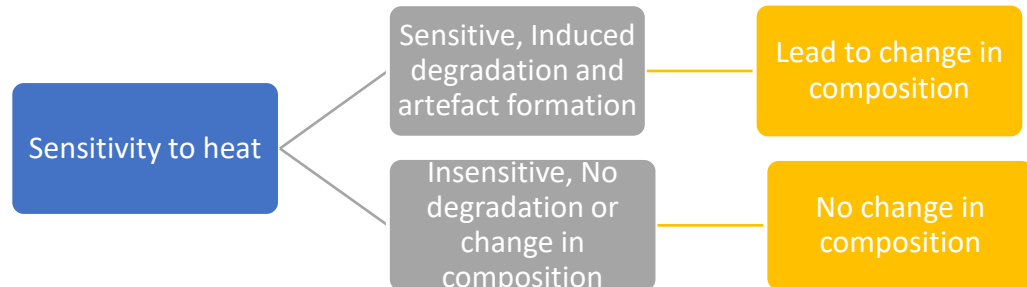 Sensitivity to heat
Sensitive, Induced
degradation and
artefact formation
Lead to change in
composition
Insensitive, No
degradation or
change in
composition
No change in
composition